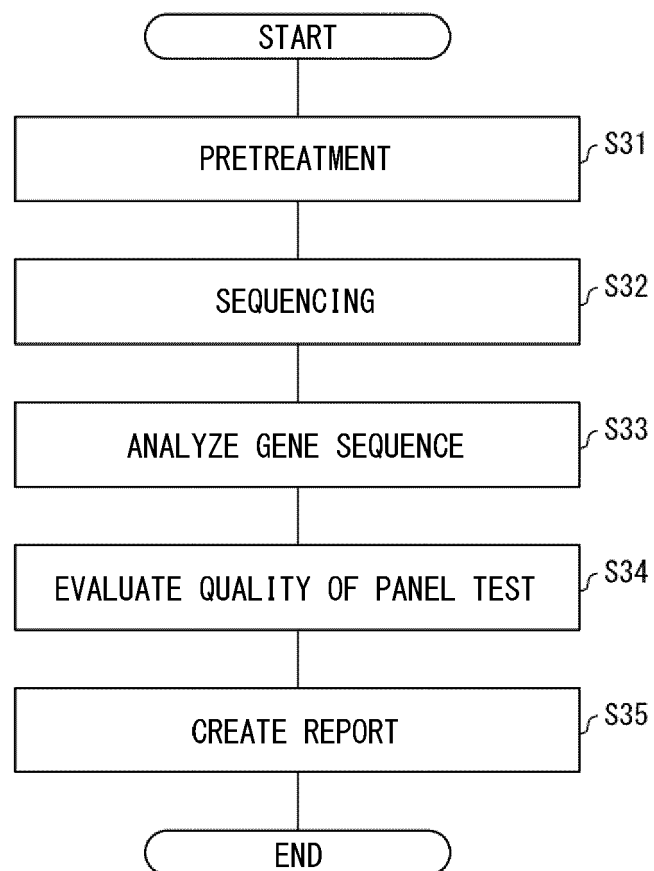 START
PRETREATMENT
S31
SEQUENCING
S32
ANALYZE GENE SEQUENCE
S33
EVALUATE QUALITY OF PANEL TEST
S34
CREATE REPORT
S35
END